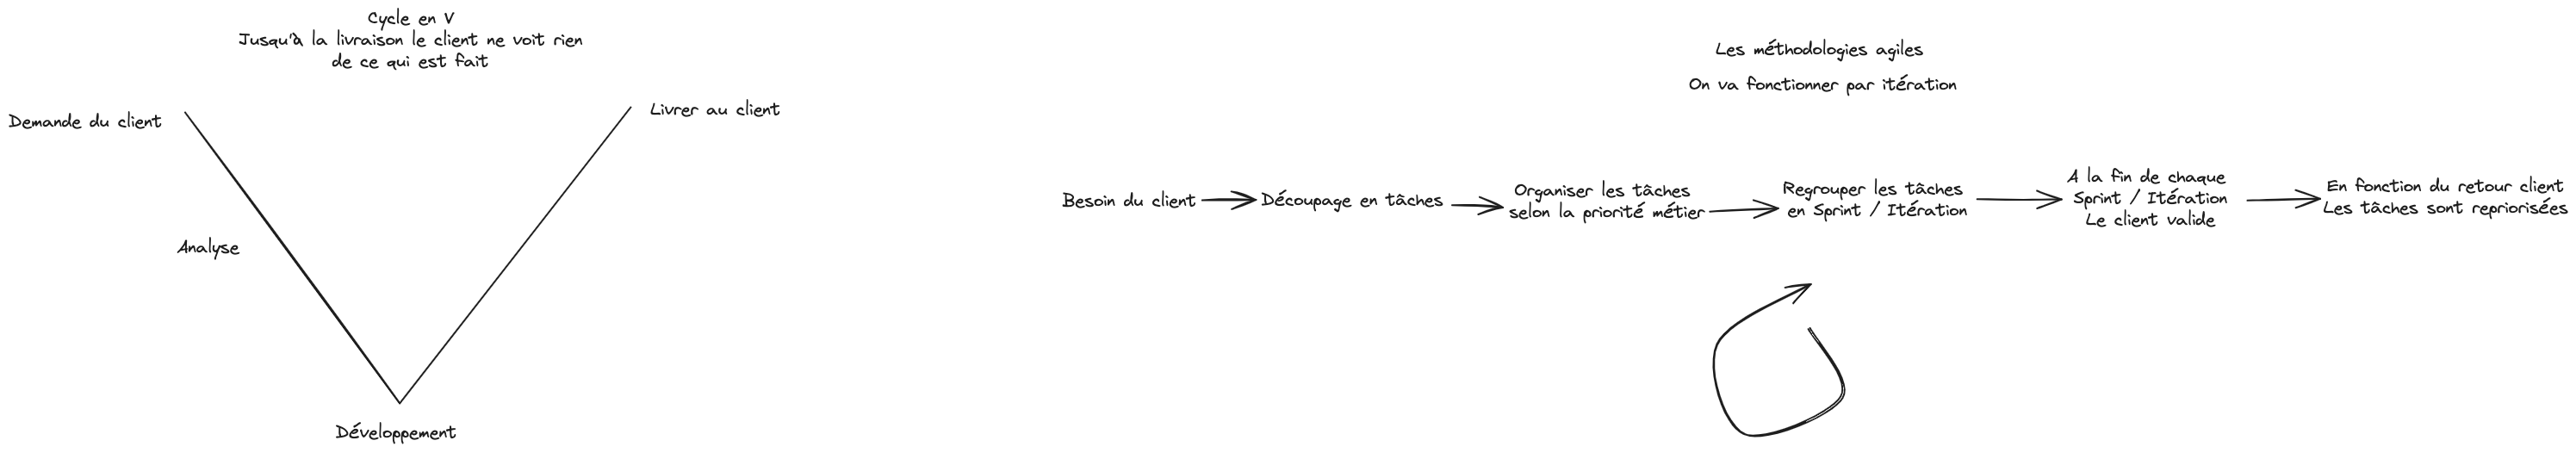 Cycle en V
Jusqu'à la livraison le client ne voit rien
de ce qui est fait
Demande du client
Livrer au client
Analyse
Développement
Les méthodologies agiles
On va fonctionner par itération
Besoin du client
Découpage en tâches
Organiser les tâches
selon la priorité métier
Regrouper les tâches
en Sprint / Itération
A la fin de chaque
Sprint / Itération
Le client valide
En fonction du retour client
Les tâches sont repriorisées